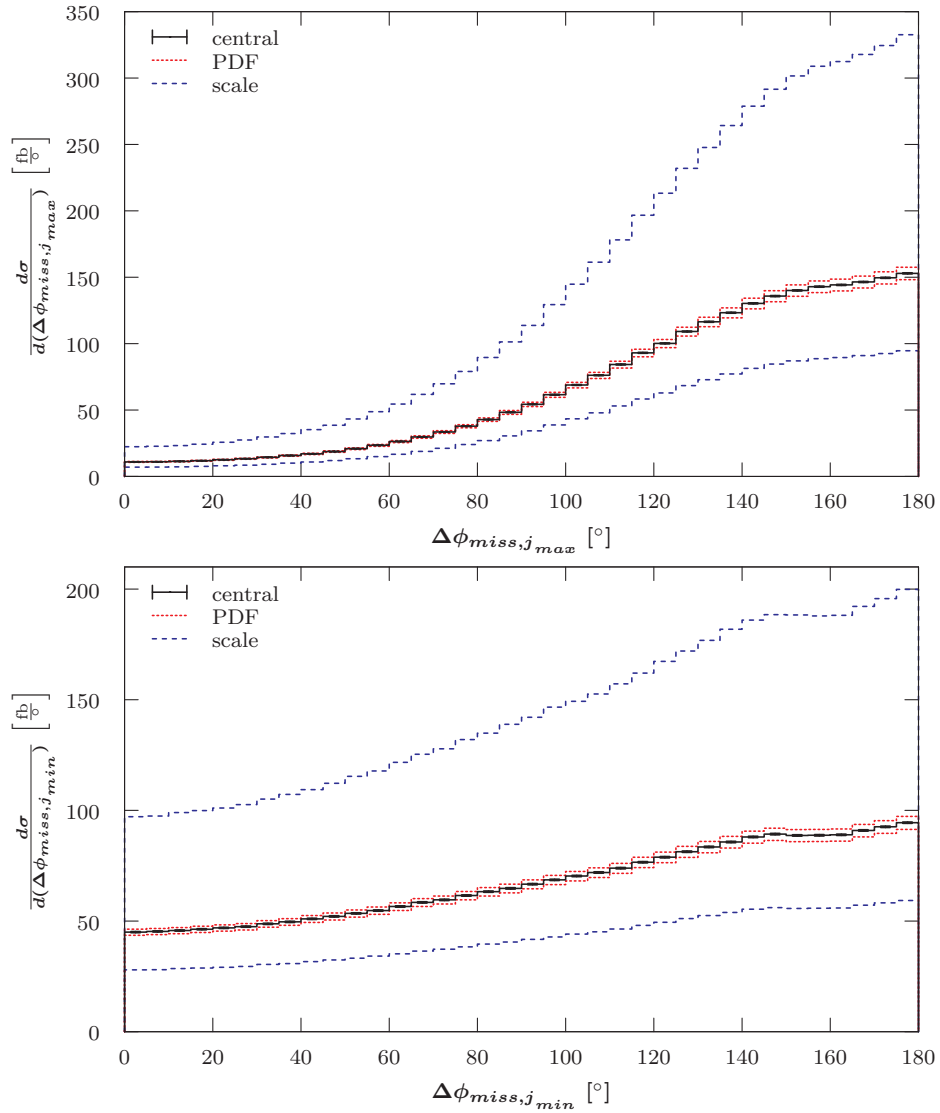 350
300
250
200
150
100
50
0
central
PDF
scale
dσ
d(Δϕmiss,jmax)
[fb/°]
0 20 40 60 80 100 120 140 160 180
Δϕmiss,jmax [°]
200
150
100
50
0
central
PDF
scale
dσ
d(Δϕmiss,jmin)
[fb/°]
0 20 40 60 80 100 120 140 160 180
Δϕmiss,jmin [°]